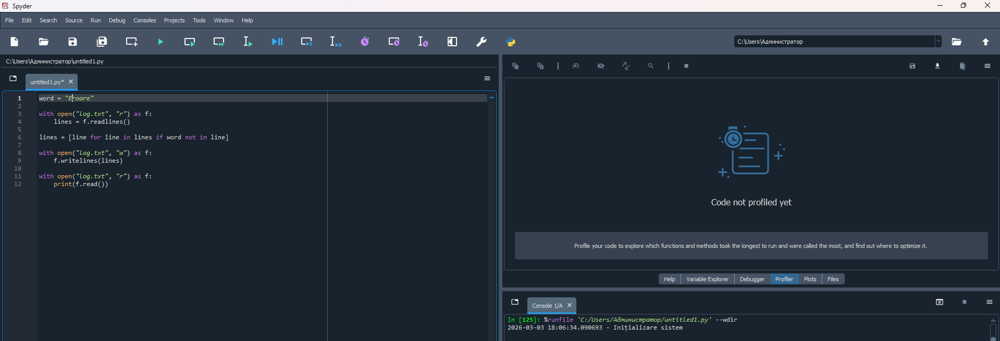 Spyder
File Edit Search Source Run Debug Consoles Projects Tools Window Help
C:\Users\Администратор
C:\Users\Администратор\untitled1.py
untitled1.py*
1 word = "Eroare"
2
3 with open("log.txt", "r") as f:
4     lines = f.readlines()
5
6 lines = [line for line in lines if word not in line]
7
8 with open("log.txt", "w") as f:
9     f.writelines(lines)
10
11 with open("log.txt", "r") as f:
12     print(f.read())
Code not profiled yet
Profile your code to explore which functions and methods took the longest to run and were called the most, and find out where to optimize it.
Help Variable Explorer Debugger Profiler Plots Files
Console 1/A
In [125]: %runfile 'C:/Users/Администратор/untitled1.py' --wdir
2026-03-03 18:06:34.090693 - Inițializare sistem